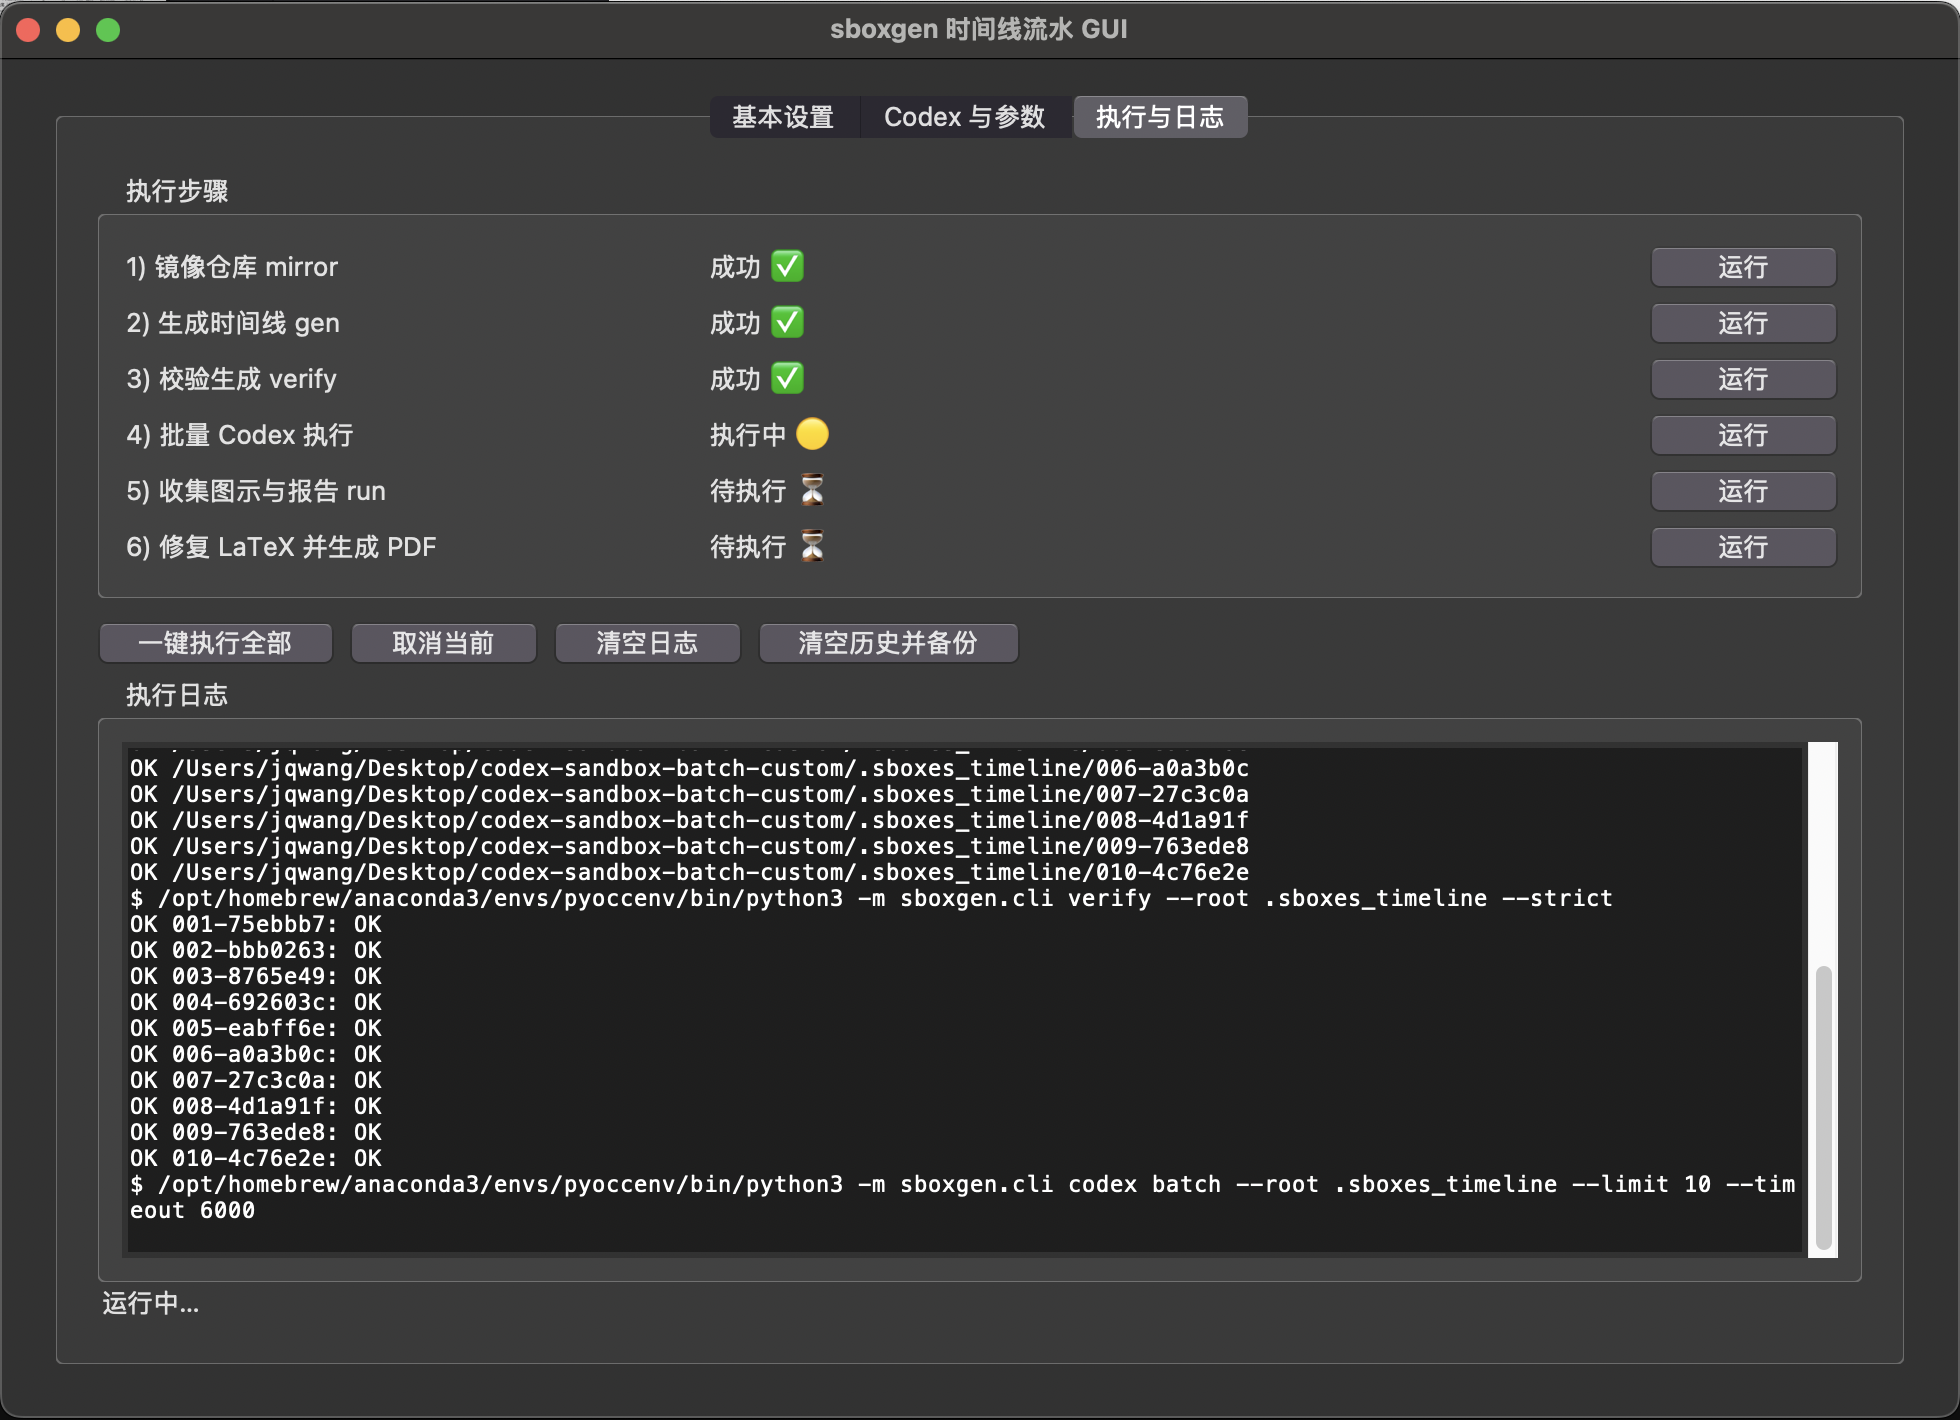 sboxgen 时间线流水 GUI
基本设置 Codex 与参数 执行与日志
执行步骤
1) 镜像仓库 mirror 成功 ✅ 运行
2) 生成时间线 gen 成功 ✅ 运行
3) 校验生成 verify 成功 ✅ 运行
4) 批量 Codex 执行 执行中 🟡 运行
5) 收集图示与报告 run 待执行 ⏳ 运行
6) 修复 LaTeX 并生成 PDF 待执行 ⏳ 运行
一键执行全部 取消当前 清空日志 清空历史并备份
执行日志
OK /Users/jqwang/Desktop/codex-sandbox-batch-custom/.sboxes_timeline/006-a0a3b0c
OK /Users/jqwang/Desktop/codex-sandbox-batch-custom/.sboxes_timeline/007-27c3c0a
OK /Users/jqwang/Desktop/codex-sandbox-batch-custom/.sboxes_timeline/008-4d1a91f
OK /Users/jqwang/Desktop/codex-sandbox-batch-custom/.sboxes_timeline/009-763ede8
OK /Users/jqwang/Desktop/codex-sandbox-batch-custom/.sboxes_timeline/010-4c76e2e
$ /opt/homebrew/anaconda3/envs/pyoccenv/bin/python3 -m sboxgen.cli verify --root .sboxes_timeline --strict
OK 001-75ebbb7: OK
OK 002-bbb0263: OK
OK 003-8765e49: OK
OK 004-692603c: OK
OK 005-eabff6e: OK
OK 006-a0a3b0c: OK
OK 007-27c3c0a: OK
OK 008-4d1a91f: OK
OK 009-763ede8: OK
OK 010-4c76e2e: OK
$ /opt/homebrew/anaconda3/envs/pyoccenv/bin/python3 -m sboxgen.cli codex batch --root .sboxes_timeline --limit 10 --tim
eout 6000
运行中...